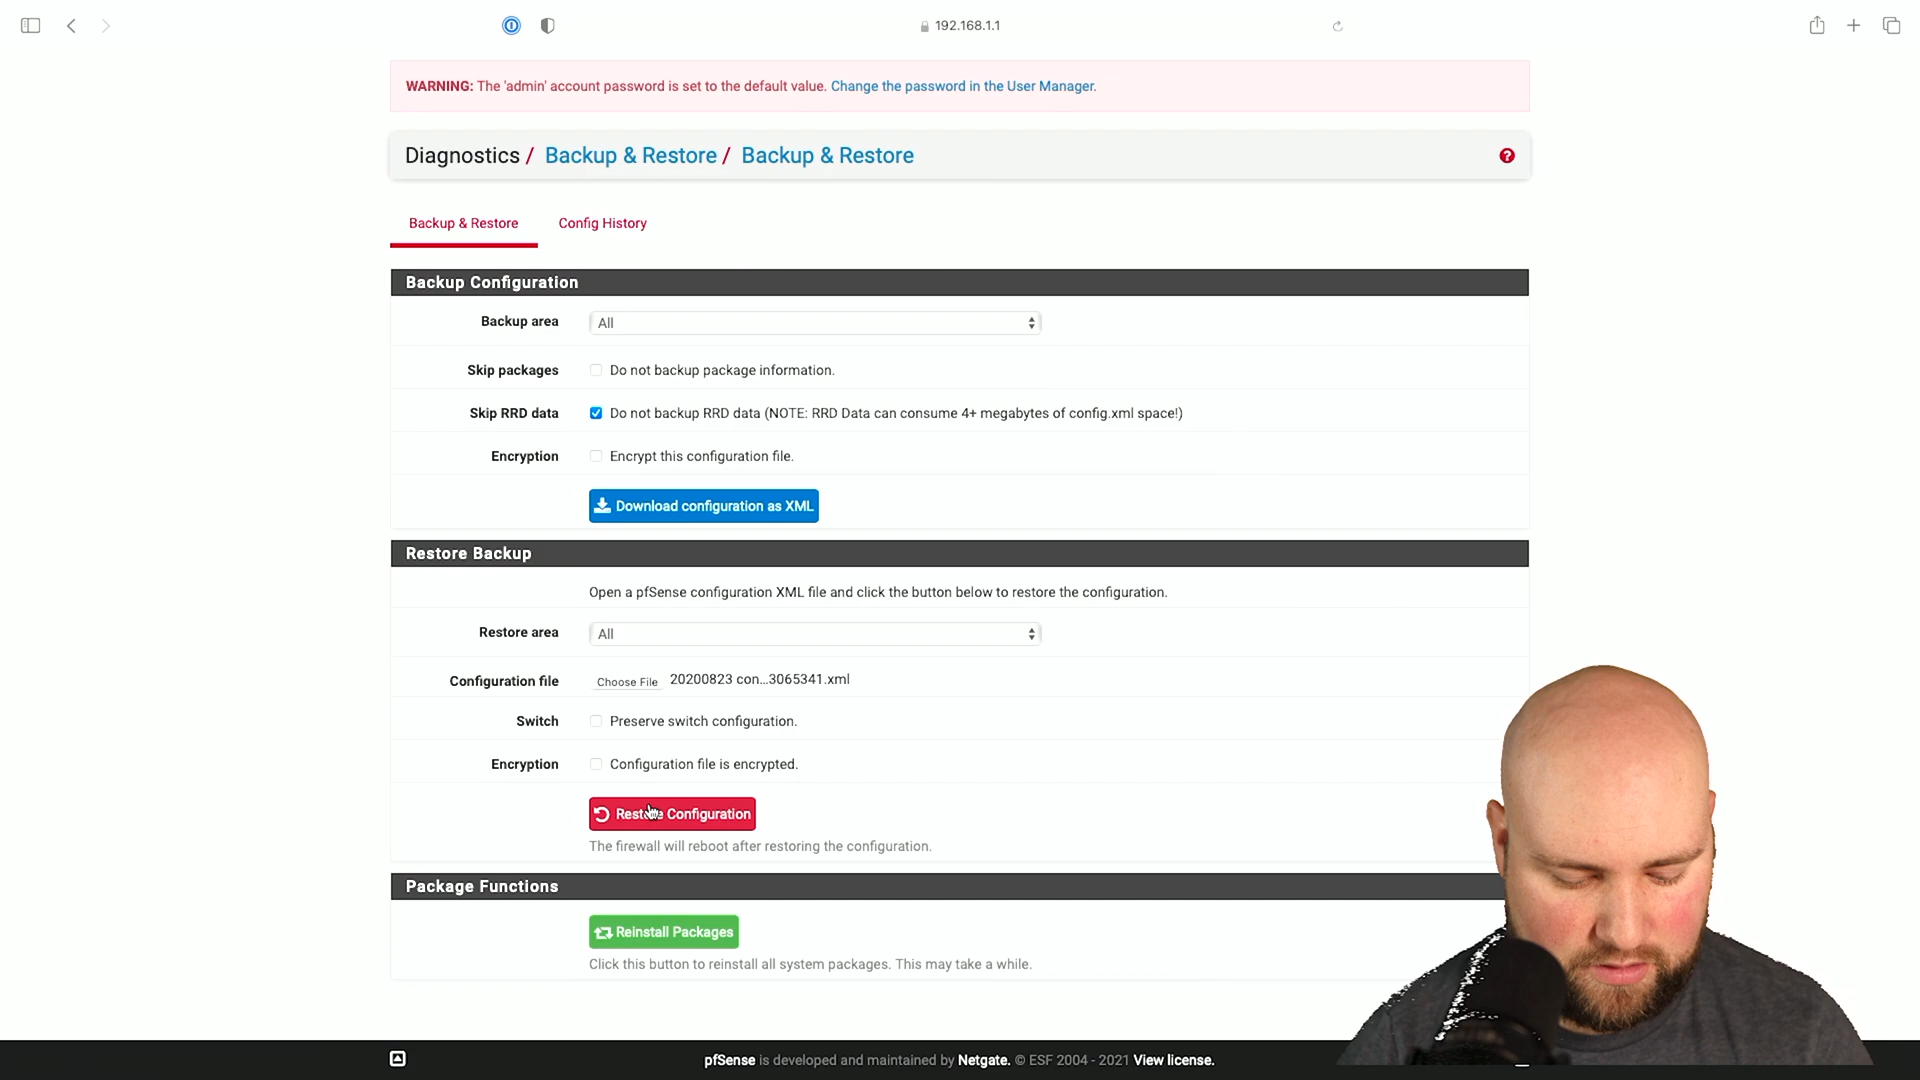 192.168.1.1
WARNING: The 'admin' account password is set to the default value. Change the password in the User Manager.
Diagnostics / Backup & Restore / Backup & Restore
Backup & Restore Config History
Backup Configuration
Backup area All
Skip packages Do not backup package information.
Skip RRD data Do not backup RRD data (NOTE: RRD Data can consume 4+ megabytes of config.xml space!)
Encryption Encrypt this configuration file.
Download configuration as XML
Restore Backup
Open a pfSense configuration XML file and click the button below to restore the configuration.
Restore area All
Configuration file Choose File 20200823 con...3065341.xml
Switch Preserve switch configuration.
Encryption Configuration file is encrypted.
Restore Configuration
The firewall will reboot after restoring the configuration.
Package Functions
Reinstall Packages
Click this button to reinstall all system packages. This may take a while.
pfSense is developed and maintained by Netgate. © ESF 2004 - 2021 View license.